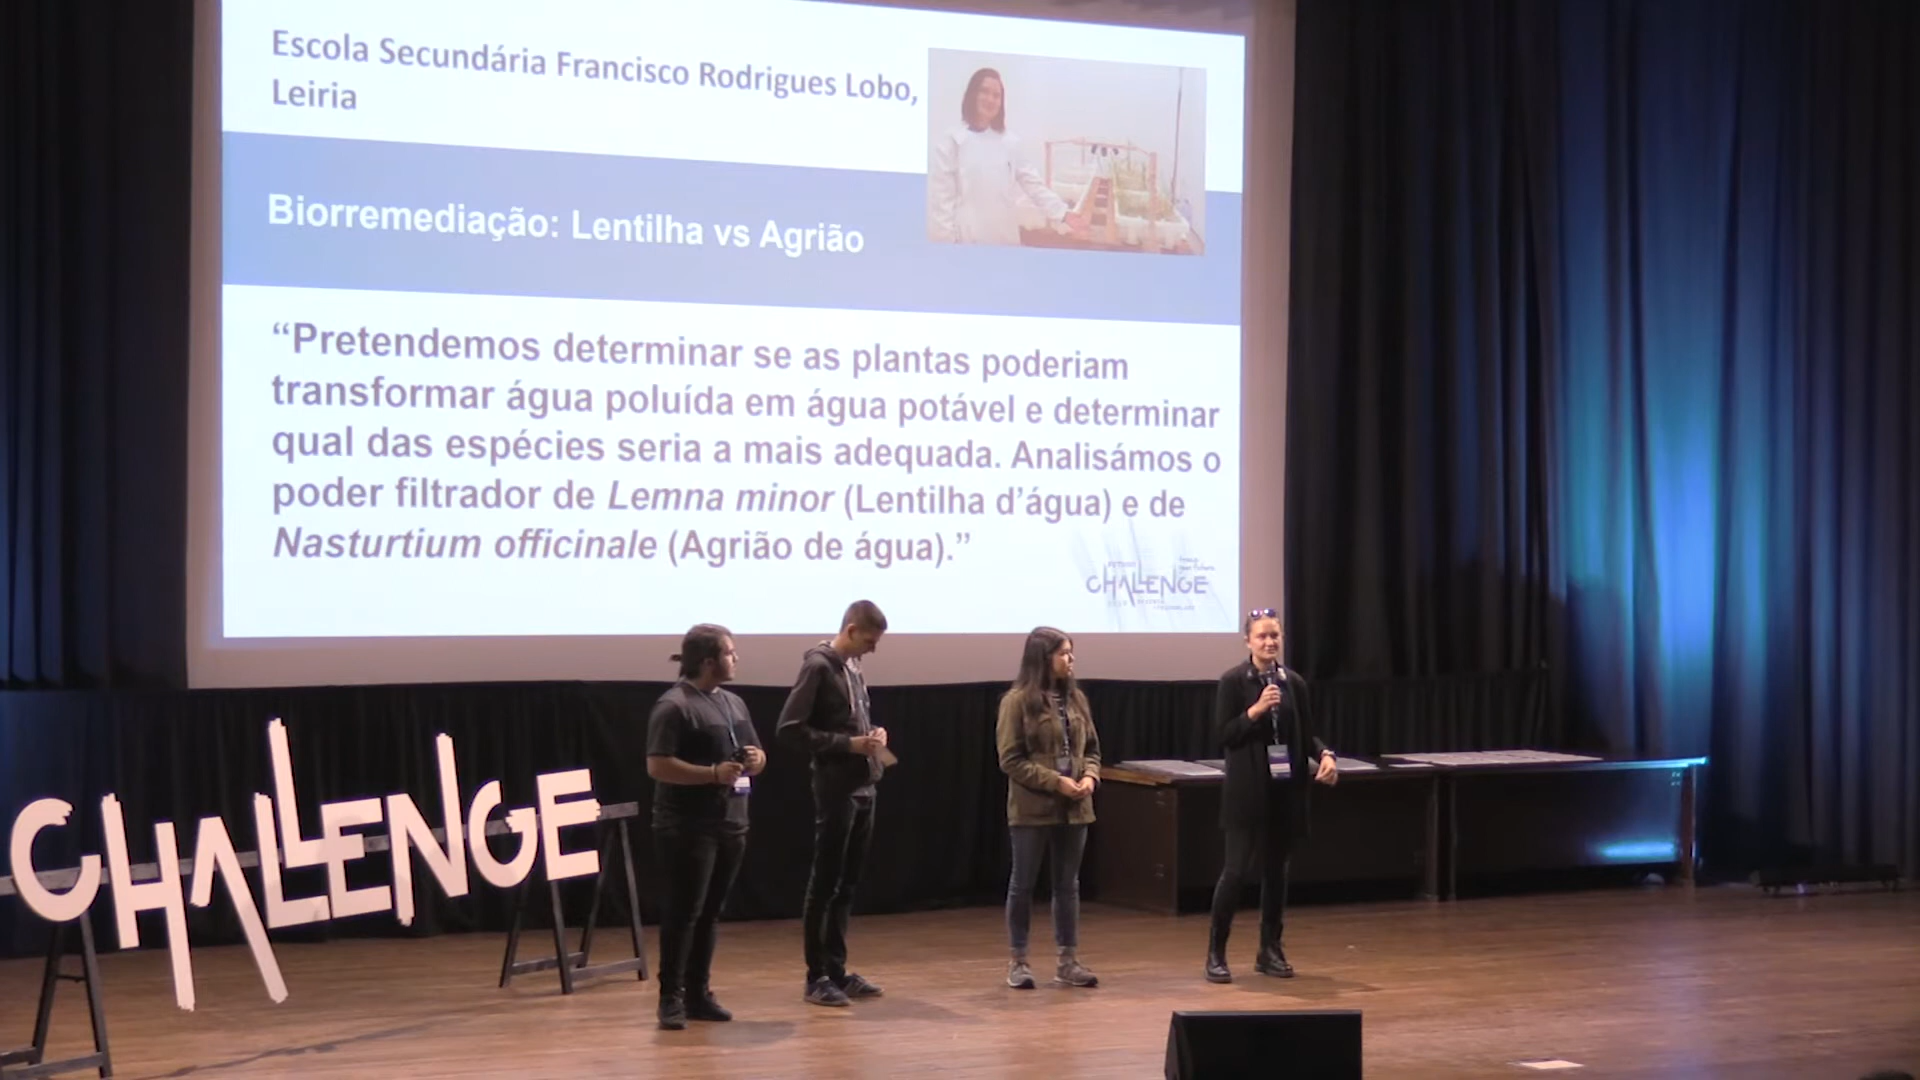 Escola Secundária Francisco Rodrigues Lobo,
Leiria
Biorremediação: Lentilha vs Agrião
“Pretendemos determinar se as plantas poderiam
transformar água poluída em água potável e determinar
qual das espécies seria a mais adequada. Analisámos o
poder filtrador de Lemna minor (Lentilha d’água) e de
Nasturtium officinale (Agrião de água).”
CHALLENGE
CHALLENGE